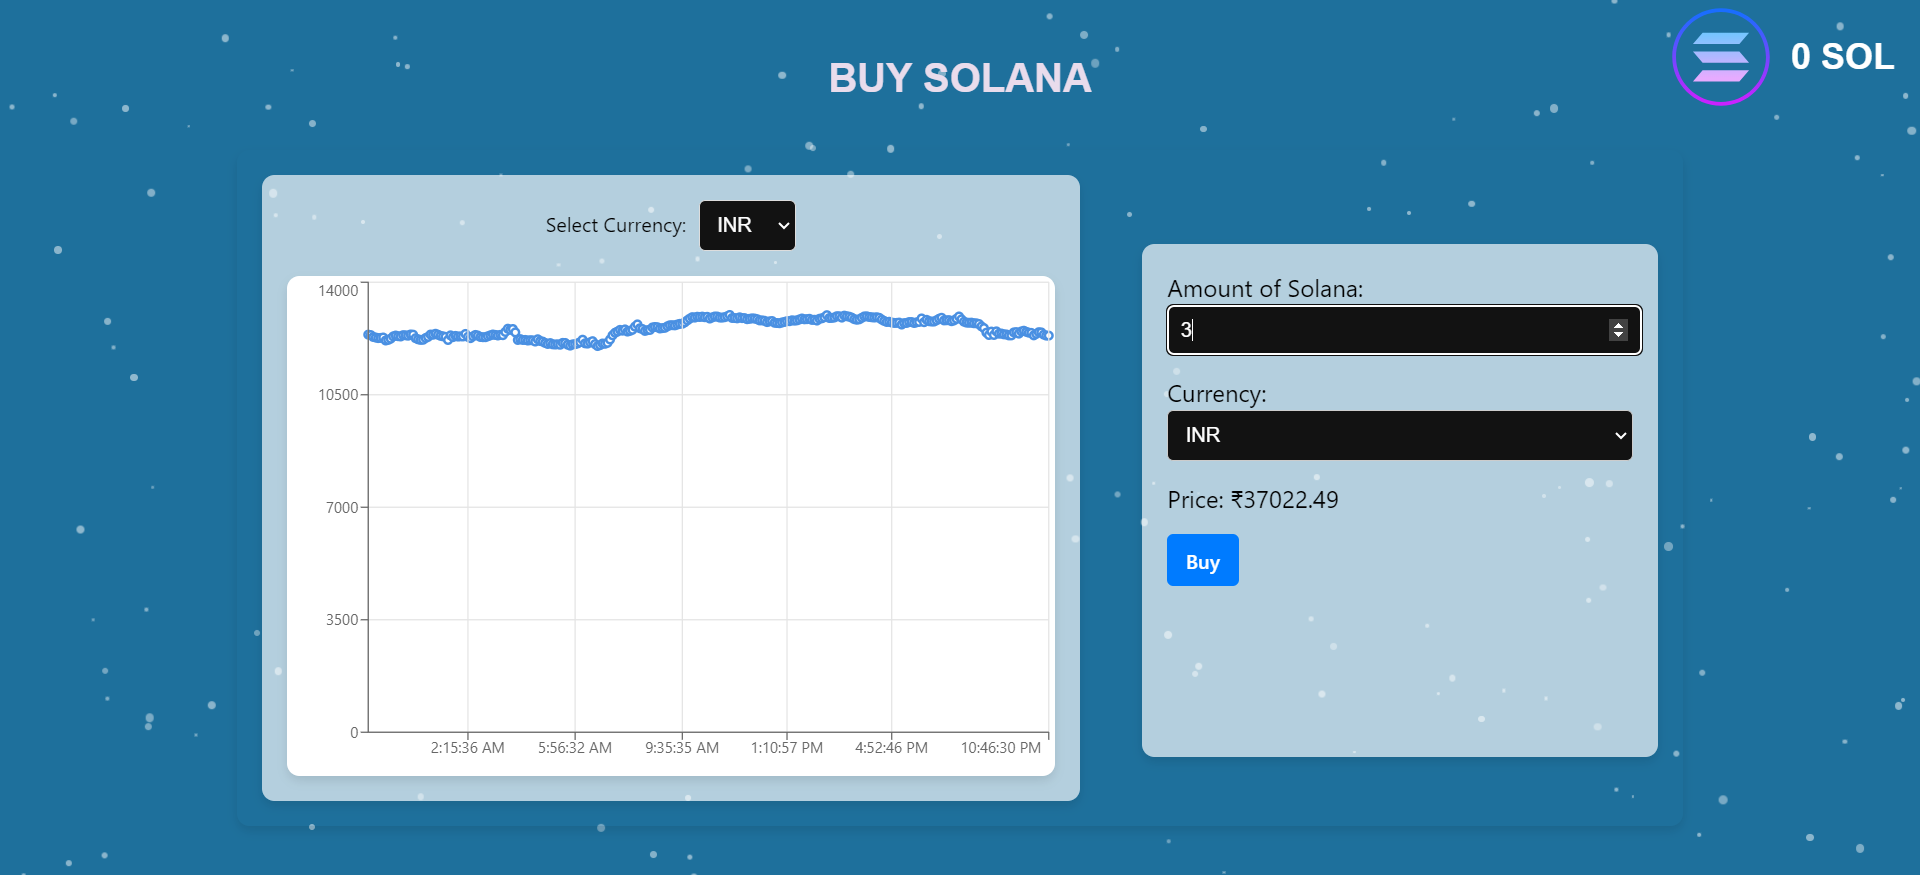 BUY SOLANA
0 SOL
Select Currency: INR
14000
10500
7000
3500
0
2:15:36 AM 5:56:32 AM 9:35:35 AM 1:10:57 PM 4:52:46 PM 10:46:30 PM
Amount of Solana:
3
Currency:
INR
Price: ₹37022.49
Buy